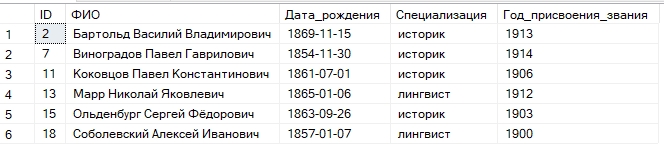 ID ФИО Дата_рождения Специализация Год_присвоения_звания
1 2 Бартольд Василий Владимирович 1869-11-15 историк 1913
2 7 Виноградов Павел Гаврилович 1854-11-30 историк 1914
3 11 Коковцов Павел Константинович 1861-07-01 историк 1906
4 13 Марр Николай Яковлевич 1865-01-06 лингвист 1912
5 15 Ольденбург Сергей Фёдорович 1863-09-26 историк 1903
6 18 Соболевский Алексей Иванович 1857-01-07 лингвист 1900